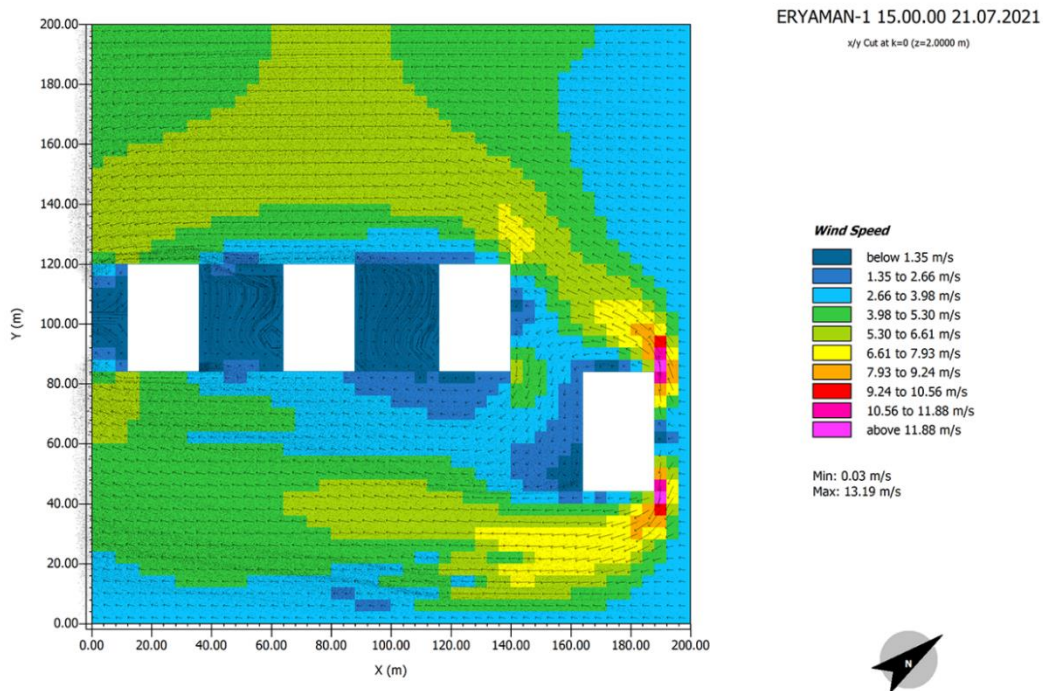 ERYAMAN-1 15.00.00 21.07.2021
x/y Cut at k=0 (z=2.0000 m)
200.00
180.00
160.00
140.00
120.00
100.00
80.00
60.00
40.00
20.00
0.00
Y (m)
0.00 20.00 40.00 60.00 80.00 100.00 120.00 140.00 160.00 180.00 200.00
X (m)
Wind Speed
below 1.35 m/s
1.35 to 2.66 m/s
2.66 to 3.98 m/s
3.98 to 5.30 m/s
5.30 to 6.61 m/s
6.61 to 7.93 m/s
7.93 to 9.24 m/s
9.24 to 10.56 m/s
10.56 to 11.88 m/s
above 11.88 m/s
Min: 0.03 m/s
Max: 13.19 m/s
N